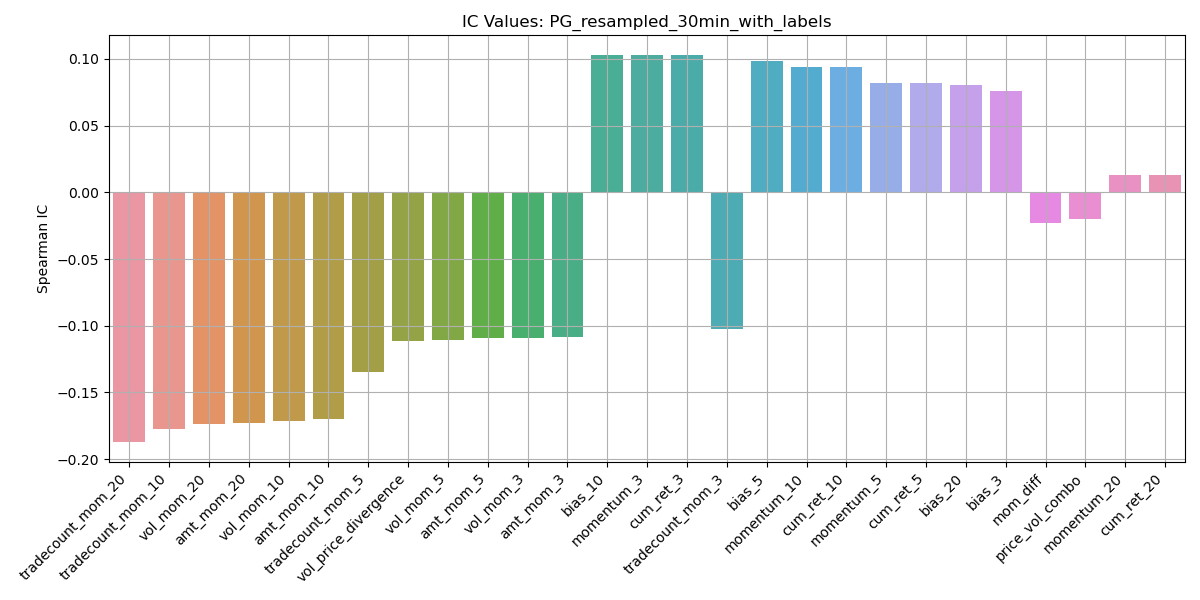 IC Values: PG_resampled_30min_with_labels
Spearman IC
0.10
0.05
0.00
−0.05
−0.10
−0.15
−0.20
tradecount_mom_20
tradecount_mom_10
vol_mom_20
amt_mom_20
vol_mom_10
amt_mom_10
tradecount_mom_5
vol_price_divergence
vol_mom_5
amt_mom_5
vol_mom_3
amt_mom_3
bias_10
momentum_3
cum_ret_3
tradecount_mom_3
bias_5
momentum_10
cum_ret_10
momentum_5
cum_ret_5
bias_20
bias_3
mom_diff
price_vol_combo
momentum_20
cum_ret_20